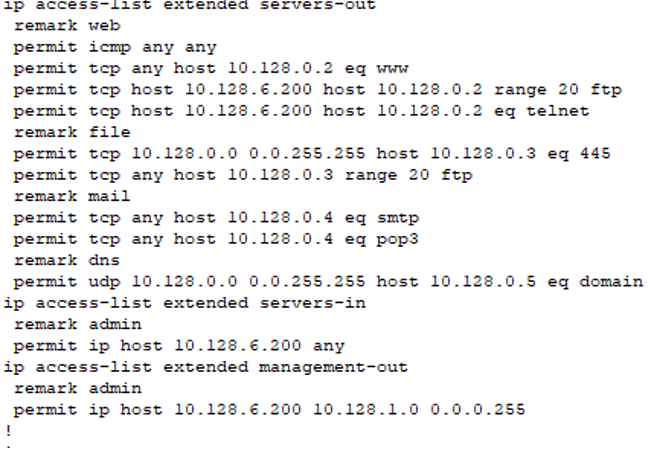 ip access-list extended servers-out
remark web
permit icmp any any
permit tcp any host 10.128.0.2 eq www
permit tcp host 10.128.6.200 host 10.128.0.2 range 20 ftp
permit tcp host 10.128.6.200 host 10.128.0.2 eq telnet
remark file
permit tcp 10.128.0.0 0.0.255.255 host 10.128.0.3 eq 445
permit tcp any host 10.128.0.3 range 20 ftp
remark mail
permit tcp any host 10.128.0.4 eq smtp
permit tcp any host 10.128.0.4 eq pop3
remark dns
permit udp 10.128.0.0 0.0.255.255 host 10.128.0.5 eq domain
ip access-list extended servers-in
remark admin
permit ip host 10.128.6.200 any
ip access-list extended management-out
remark admin
permit ip host 10.128.6.200 10.128.1.0 0.0.0.255
!